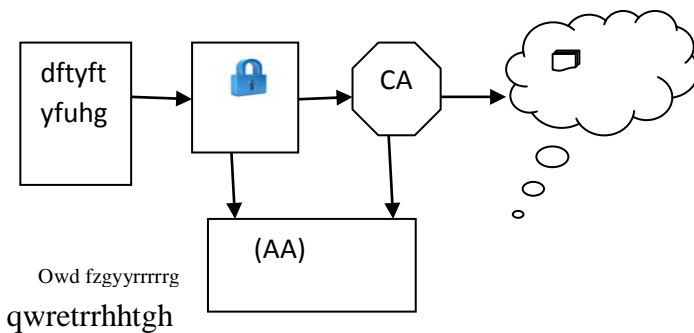 dftyft
yfuhg
CA
(AA)
Owd fzgyyrrrrrg
qwretrrhhtgh